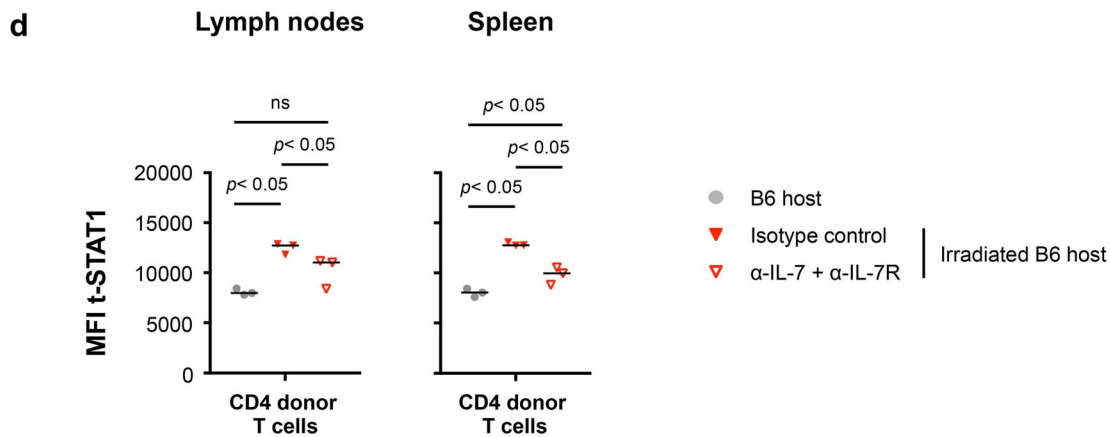 d
Lymph nodes
Spleen
ns
p< 0.05
p< 0.05
p< 0.05
p< 0.05
p< 0.05
MFI t-STAT1
20000
15000
10000
5000
0
CD4 donor
T cells
CD4 donor
T cells
B6 host
Isotype control
α-IL-7 + α-IL-7R
Irradiated B6 host